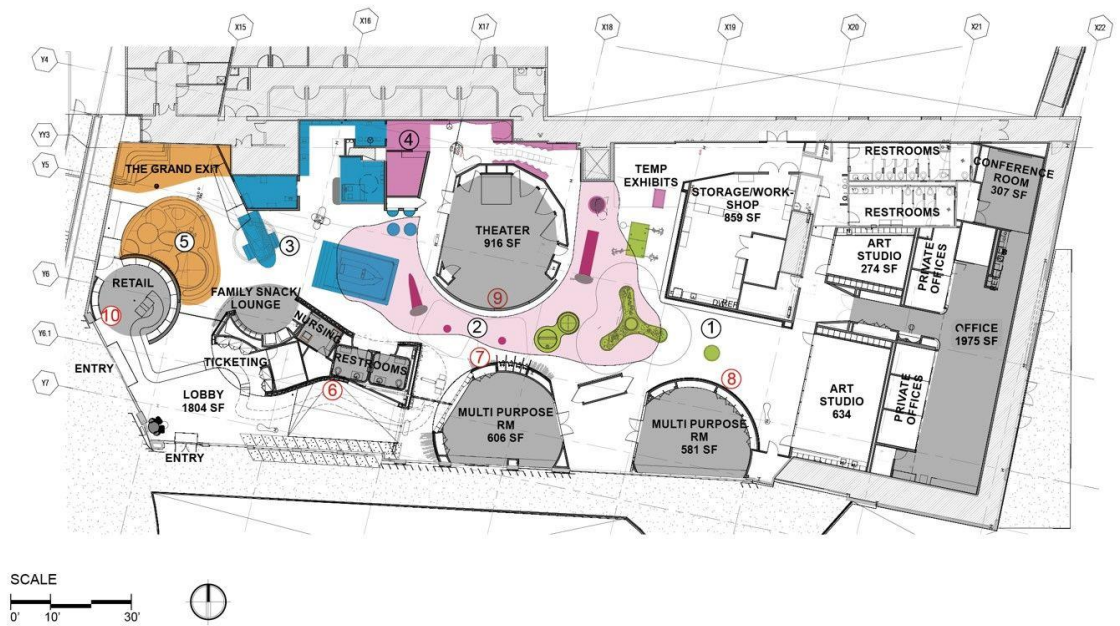 X15
X16
X17
X18
X19
X20
X21
X22
Y4
YY3
Y5
Y6
Y6.1
Y7
THE GRAND EXIT
4
5
3
RETAIL
10
FAMILY SNACK/
LOUNGE
NURSING
RESTROOMS
TICKETING
6
ENTRY
LOBBY
1804 SF
ENTRY
THEATER
916 SF
9
2
7
MULTI PURPOSE
RM
606 SF
TEMP
EXHIBITS
STORAGE/WORK-
SHOP
859 SF
1
8
MULTI PURPOSE
RM
581 SF
RESTROOMS
RESTROOMS
CONFERENCE
ROOM
307 SF
ART
STUDIO
274 SF
PRIVATE
OFFICES
OFFICE
1975 SF
ART
STUDIO
634
PRIVATE
OFFICES
SCALE
0' 10' 30'